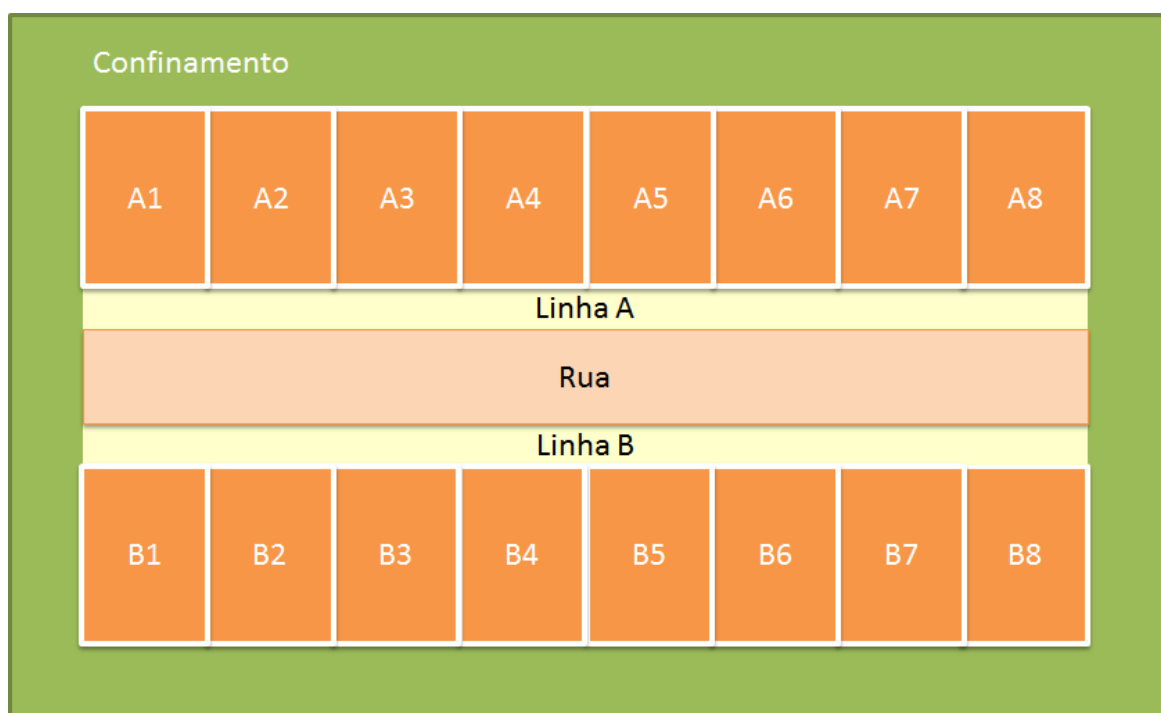 Confinamento
A1 A2 A3 A4 A5 A6 A7 A8
Linha A
Rua
Linha B
B1 B2 B3 B4 B5 B6 B7 B8